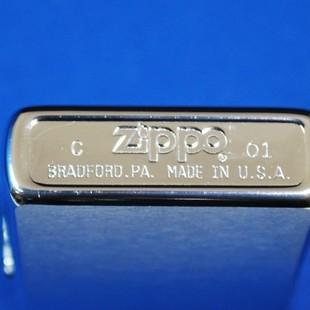 C Zippo 01
BRADFORD.PA. MADE IN U.S.A.